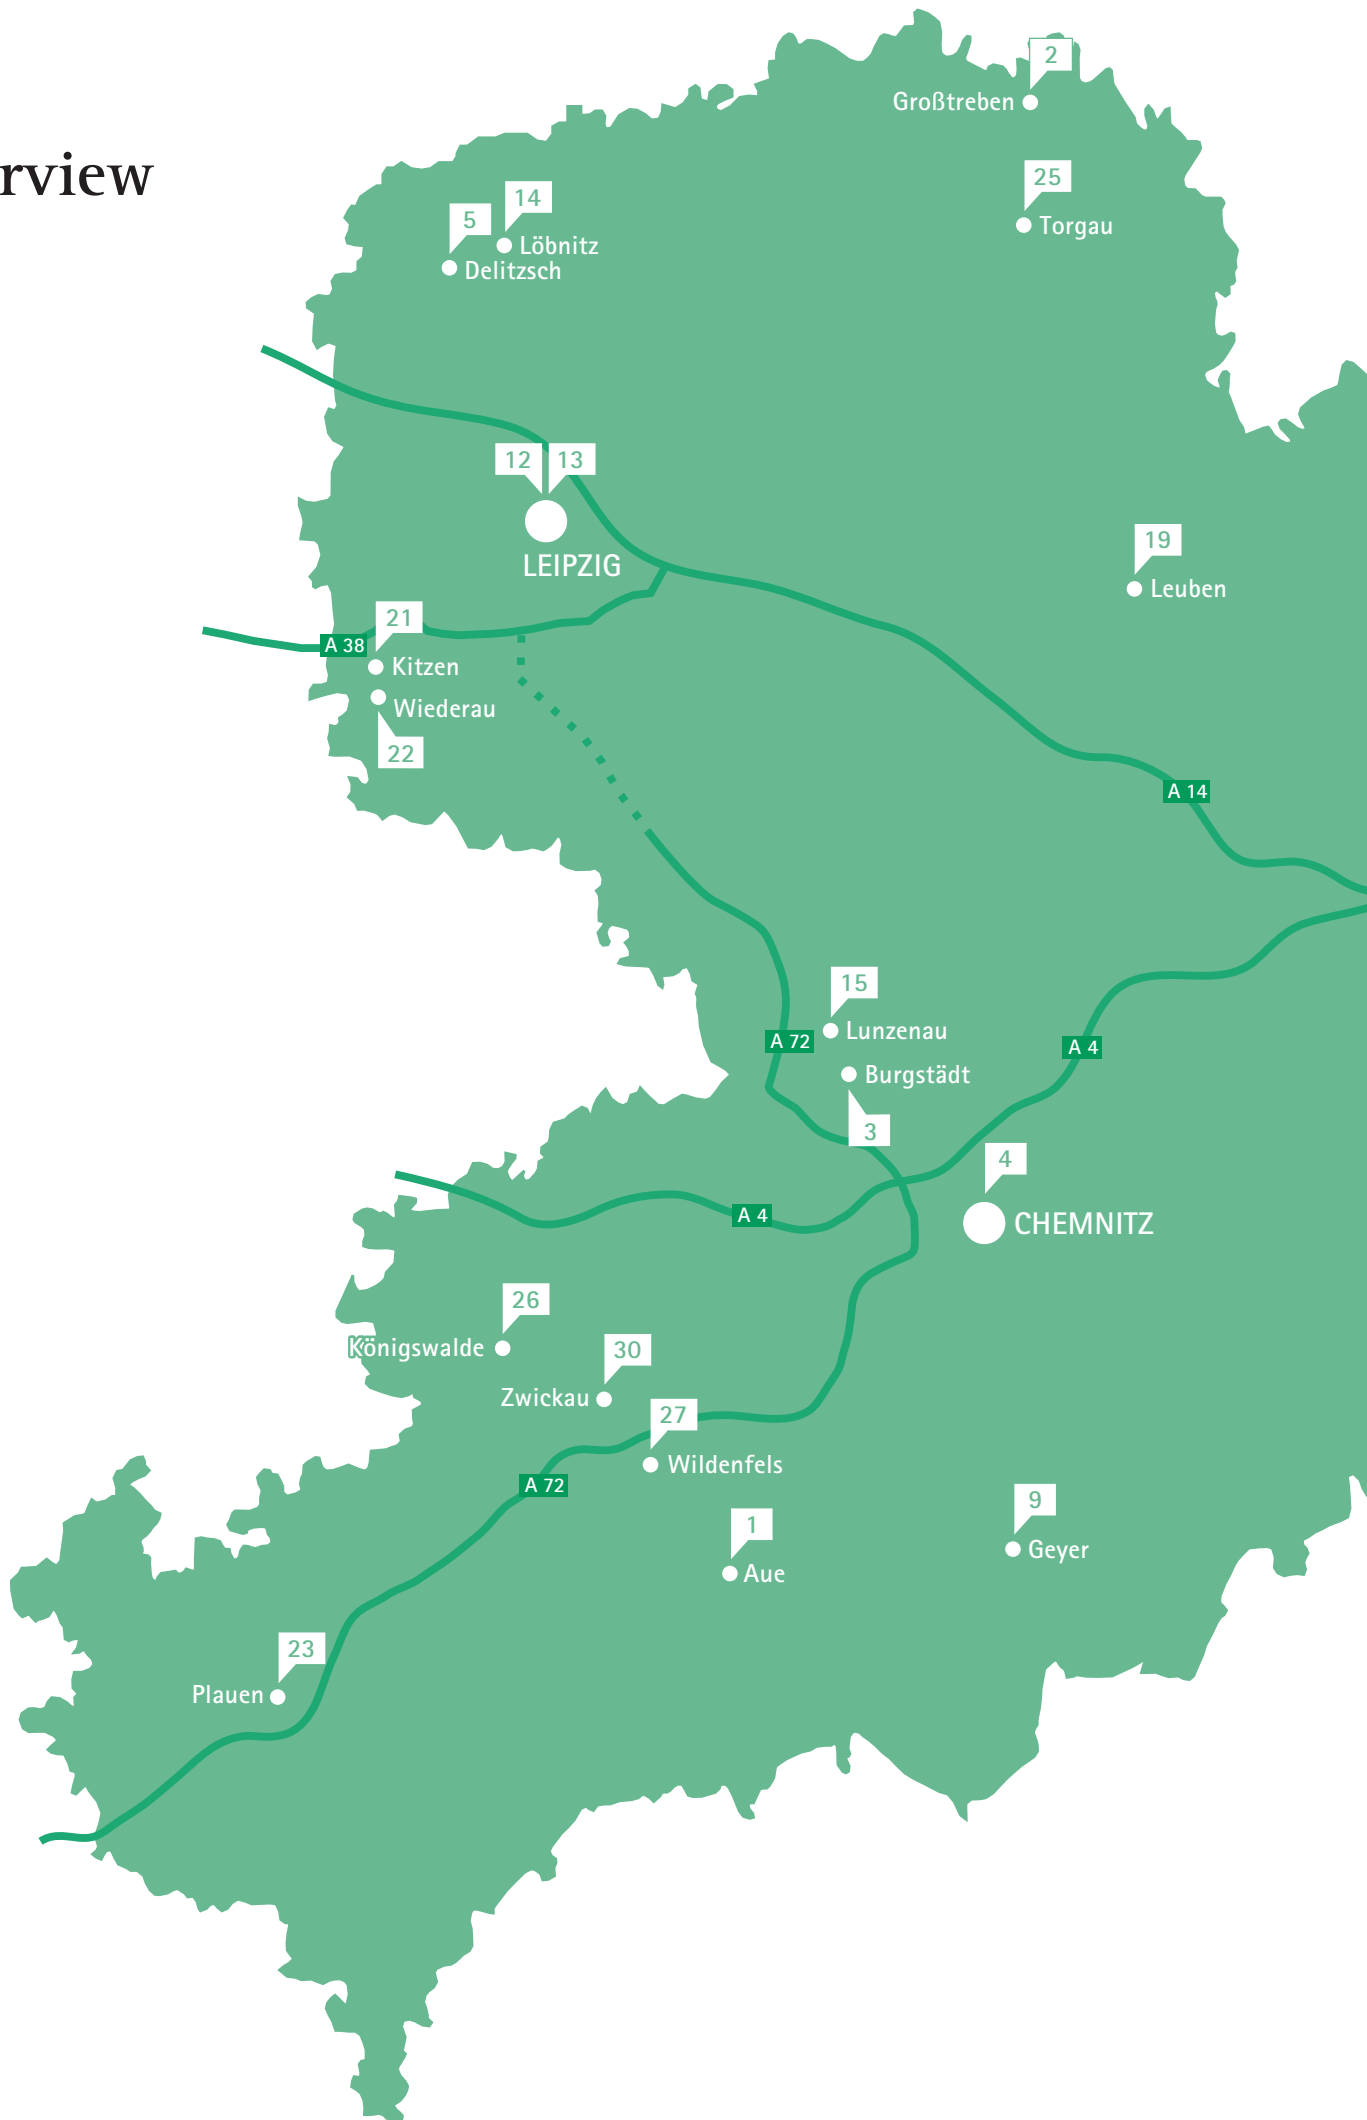 rview
2
Großtreben
25
Torgau
14
5
Löbnitz
Delitzsch
12
13
LEIPZIG
19
Leuben
21
A 38
Kitzen
Wiederau
22
A 14
15
Lunzenau
A 72
A 4
Burgstädt
3
4
A 4
CHEMNITZ
26
Königswalde
30
Zwickau
27
Wildenfels
A 72
9
Geyer
1
Aue
23
Plauen